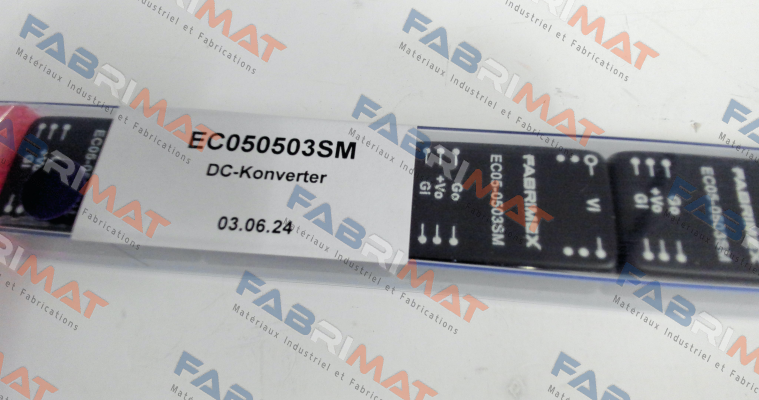 EC050503SM
DC-Konverter
03.06.24
FABRIMEX
EC05-0503SM
Go
+Vo
Gi
VI
FABRIMAT
Matériaux Industriel et Fabrications